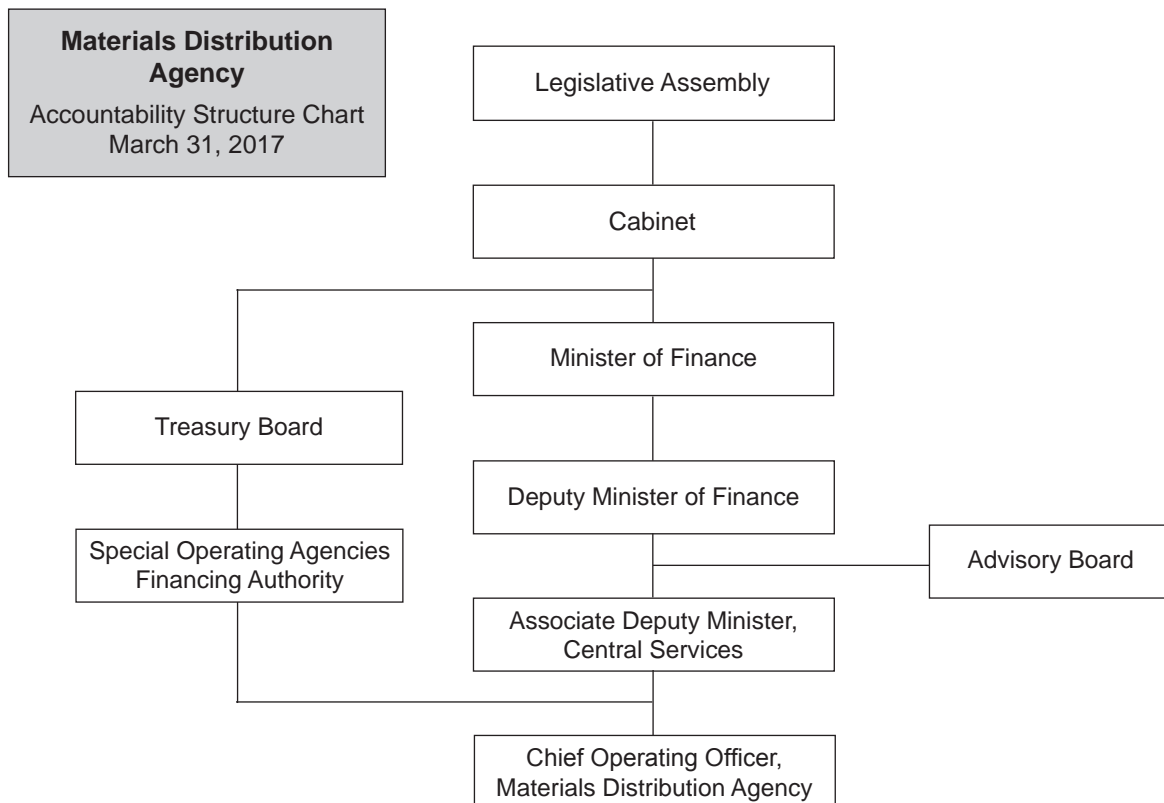 Materials Distribution
Agency
Accountability Structure Chart
March 31, 2017
Legislative Assembly
Cabinet
Minister of Finance
Treasury Board
Deputy Minister of Finance
Special Operating Agencies
Financing Authority
Advisory Board
Associate Deputy Minister,
Central Services
Chief Operating Officer,
Materials Distribution Agency